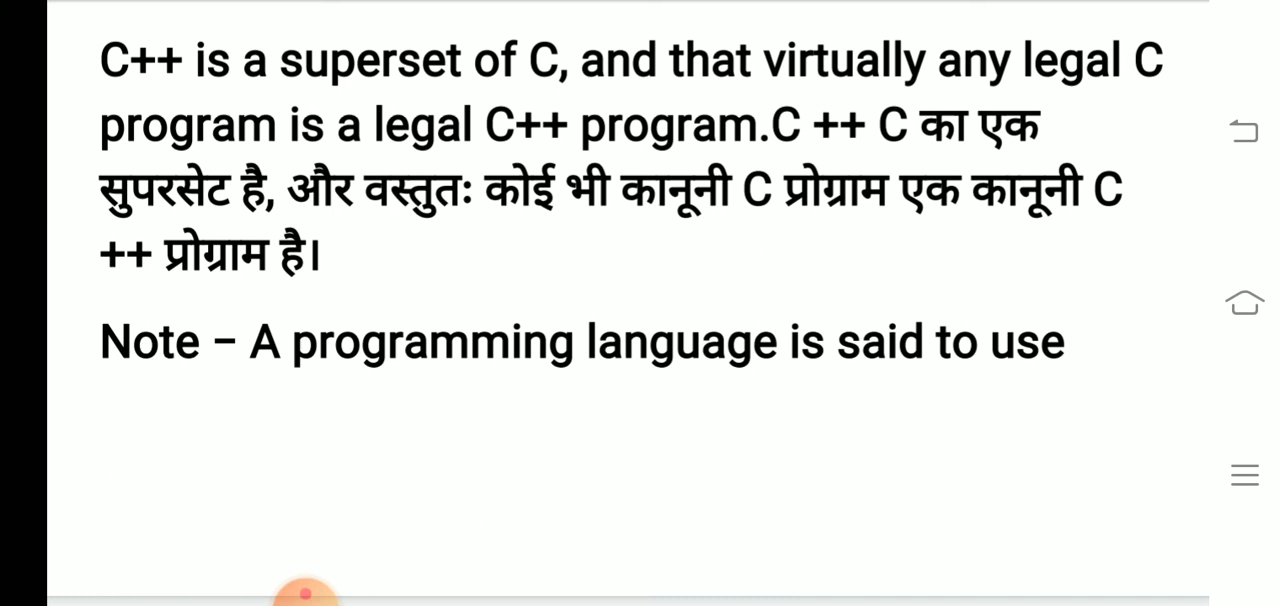 C++ is a superset of C, and that virtually any legal C
program is a legal C++ program.C ++ C का एक
सुपरसेट है, और वस्तुतः कोई भी कानूनी C प्रोग्राम एक कानूनी C
++ प्रोग्राम है।
Note – A programming language is said to use